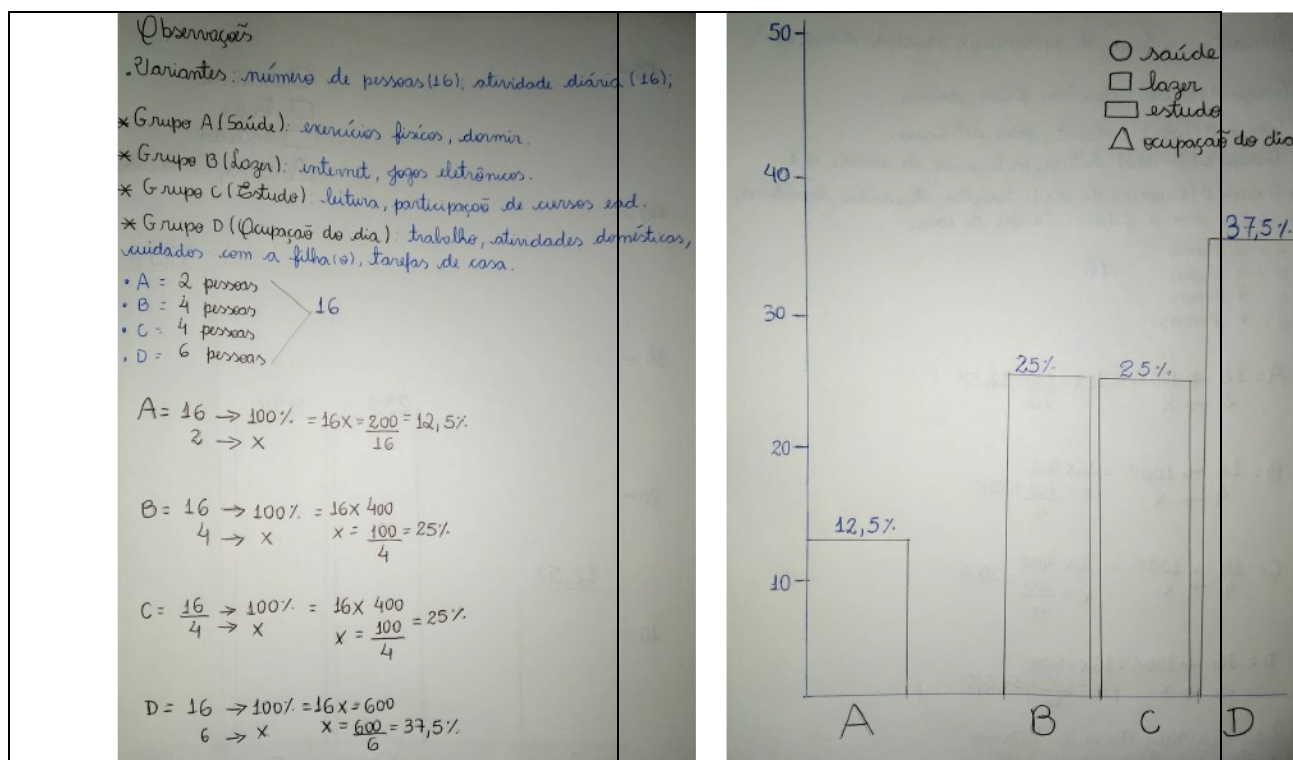 Observações
. Variantes: número de pessoas (16); atividade diária (16);
* Grupo A (Saúde): exercícios físicos, dormir.
* Grupo B (Lazer): internet, jogos eletrônicos.
* Grupo C (Estudo): leitura, participação de cursos ead.
* Grupo D (Ocupação do dia): trabalho, atividades domésticas,
cuidados com a filha(o), tarefas de casa.
• A = 2 pessoas
• B = 4 pessoas 16
• C = 4 pessoas
• D = 6 pessoas
A = 16 → 100% = 16x = 200/16 = 12,5%
2 → x
B = 16 → 100% = 16x 400
4 → x x = 100/4 = 25%
C = 16/4 → 100% = 16x 400
→ x x = 100/4 = 25%
D = 16 → 100% = 16x = 600
6 → x x = 600/6 = 37,5%
50
saúde
lazer
estudo
ocupação do dia
40
37,5%
30
25% 25%
20
12,5%
10
A B C D